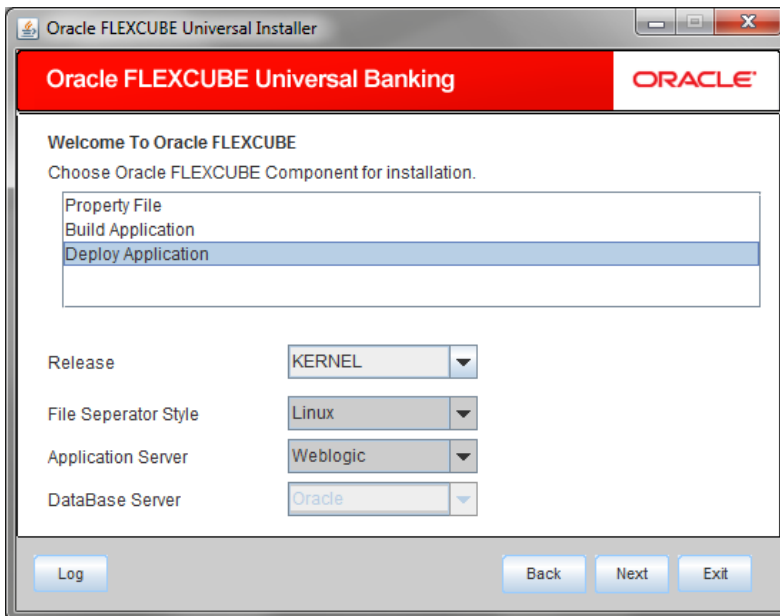 Oracle FLEXCUBE Universal Installer
Oracle FLEXCUBE Universal Banking
ORACLE
Welcome To Oracle FLEXCUBE
Choose Oracle FLEXCUBE Component for installation.
Property File
Build Application
Deploy Application
Release KERNEL
File Seperator Style Linux
Application Server Weblogic
DataBase Server Oracle
Log Back Next Exit